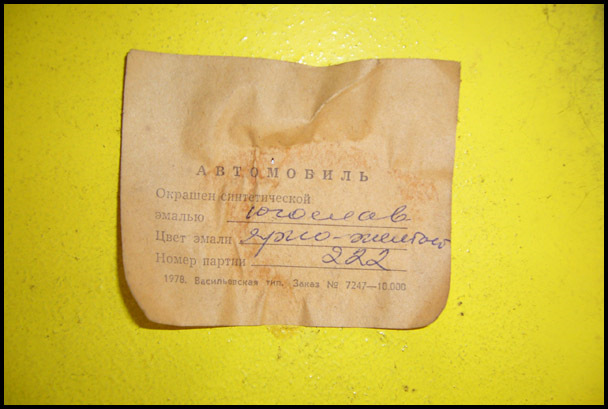 АВТОМОБИЛЬ
Окрашен синтетической
эмалью югослав
Цвет эмали ярко-желтый
Номер партии 222
1978. Васильевская тип. Заказ № 7247—10.000